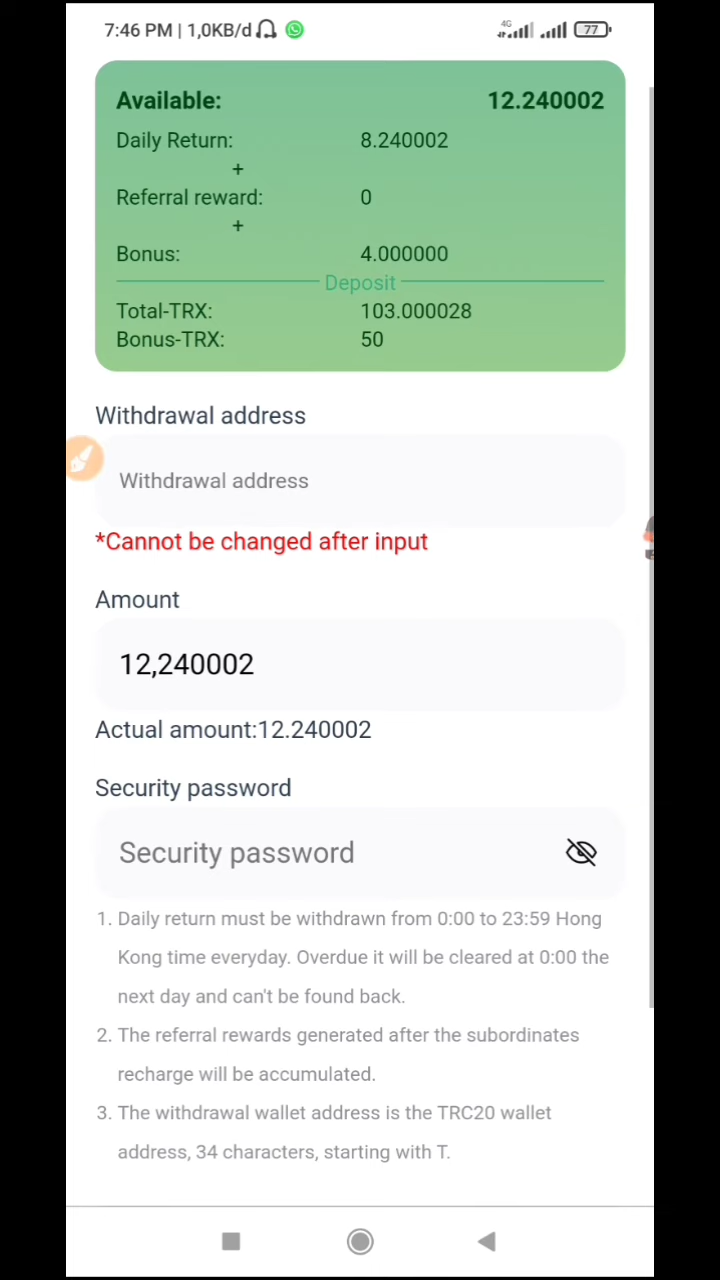 7:46 PM | 1,0KB/d
4G
77
Available: 12.240002
Daily Return: 8.240002
+
Referral reward: 0
+
Bonus: 4.000000
Deposit
Total-TRX: 103.000028
Bonus-TRX: 50
Withdrawal address
Withdrawal address
*Cannot be changed after input
Amount
12,240002
Actual amount:12.240002
Security password
Security password
1. Daily return must be withdrawn from 0:00 to 23:59 Hong
Kong time everyday. Overdue it will be cleared at 0:00 the
next day and can't be found back.
2. The referral rewards generated after the subordinates
recharge will be accumulated.
3. The withdrawal wallet address is the TRC20 wallet
address, 34 characters, starting with T.